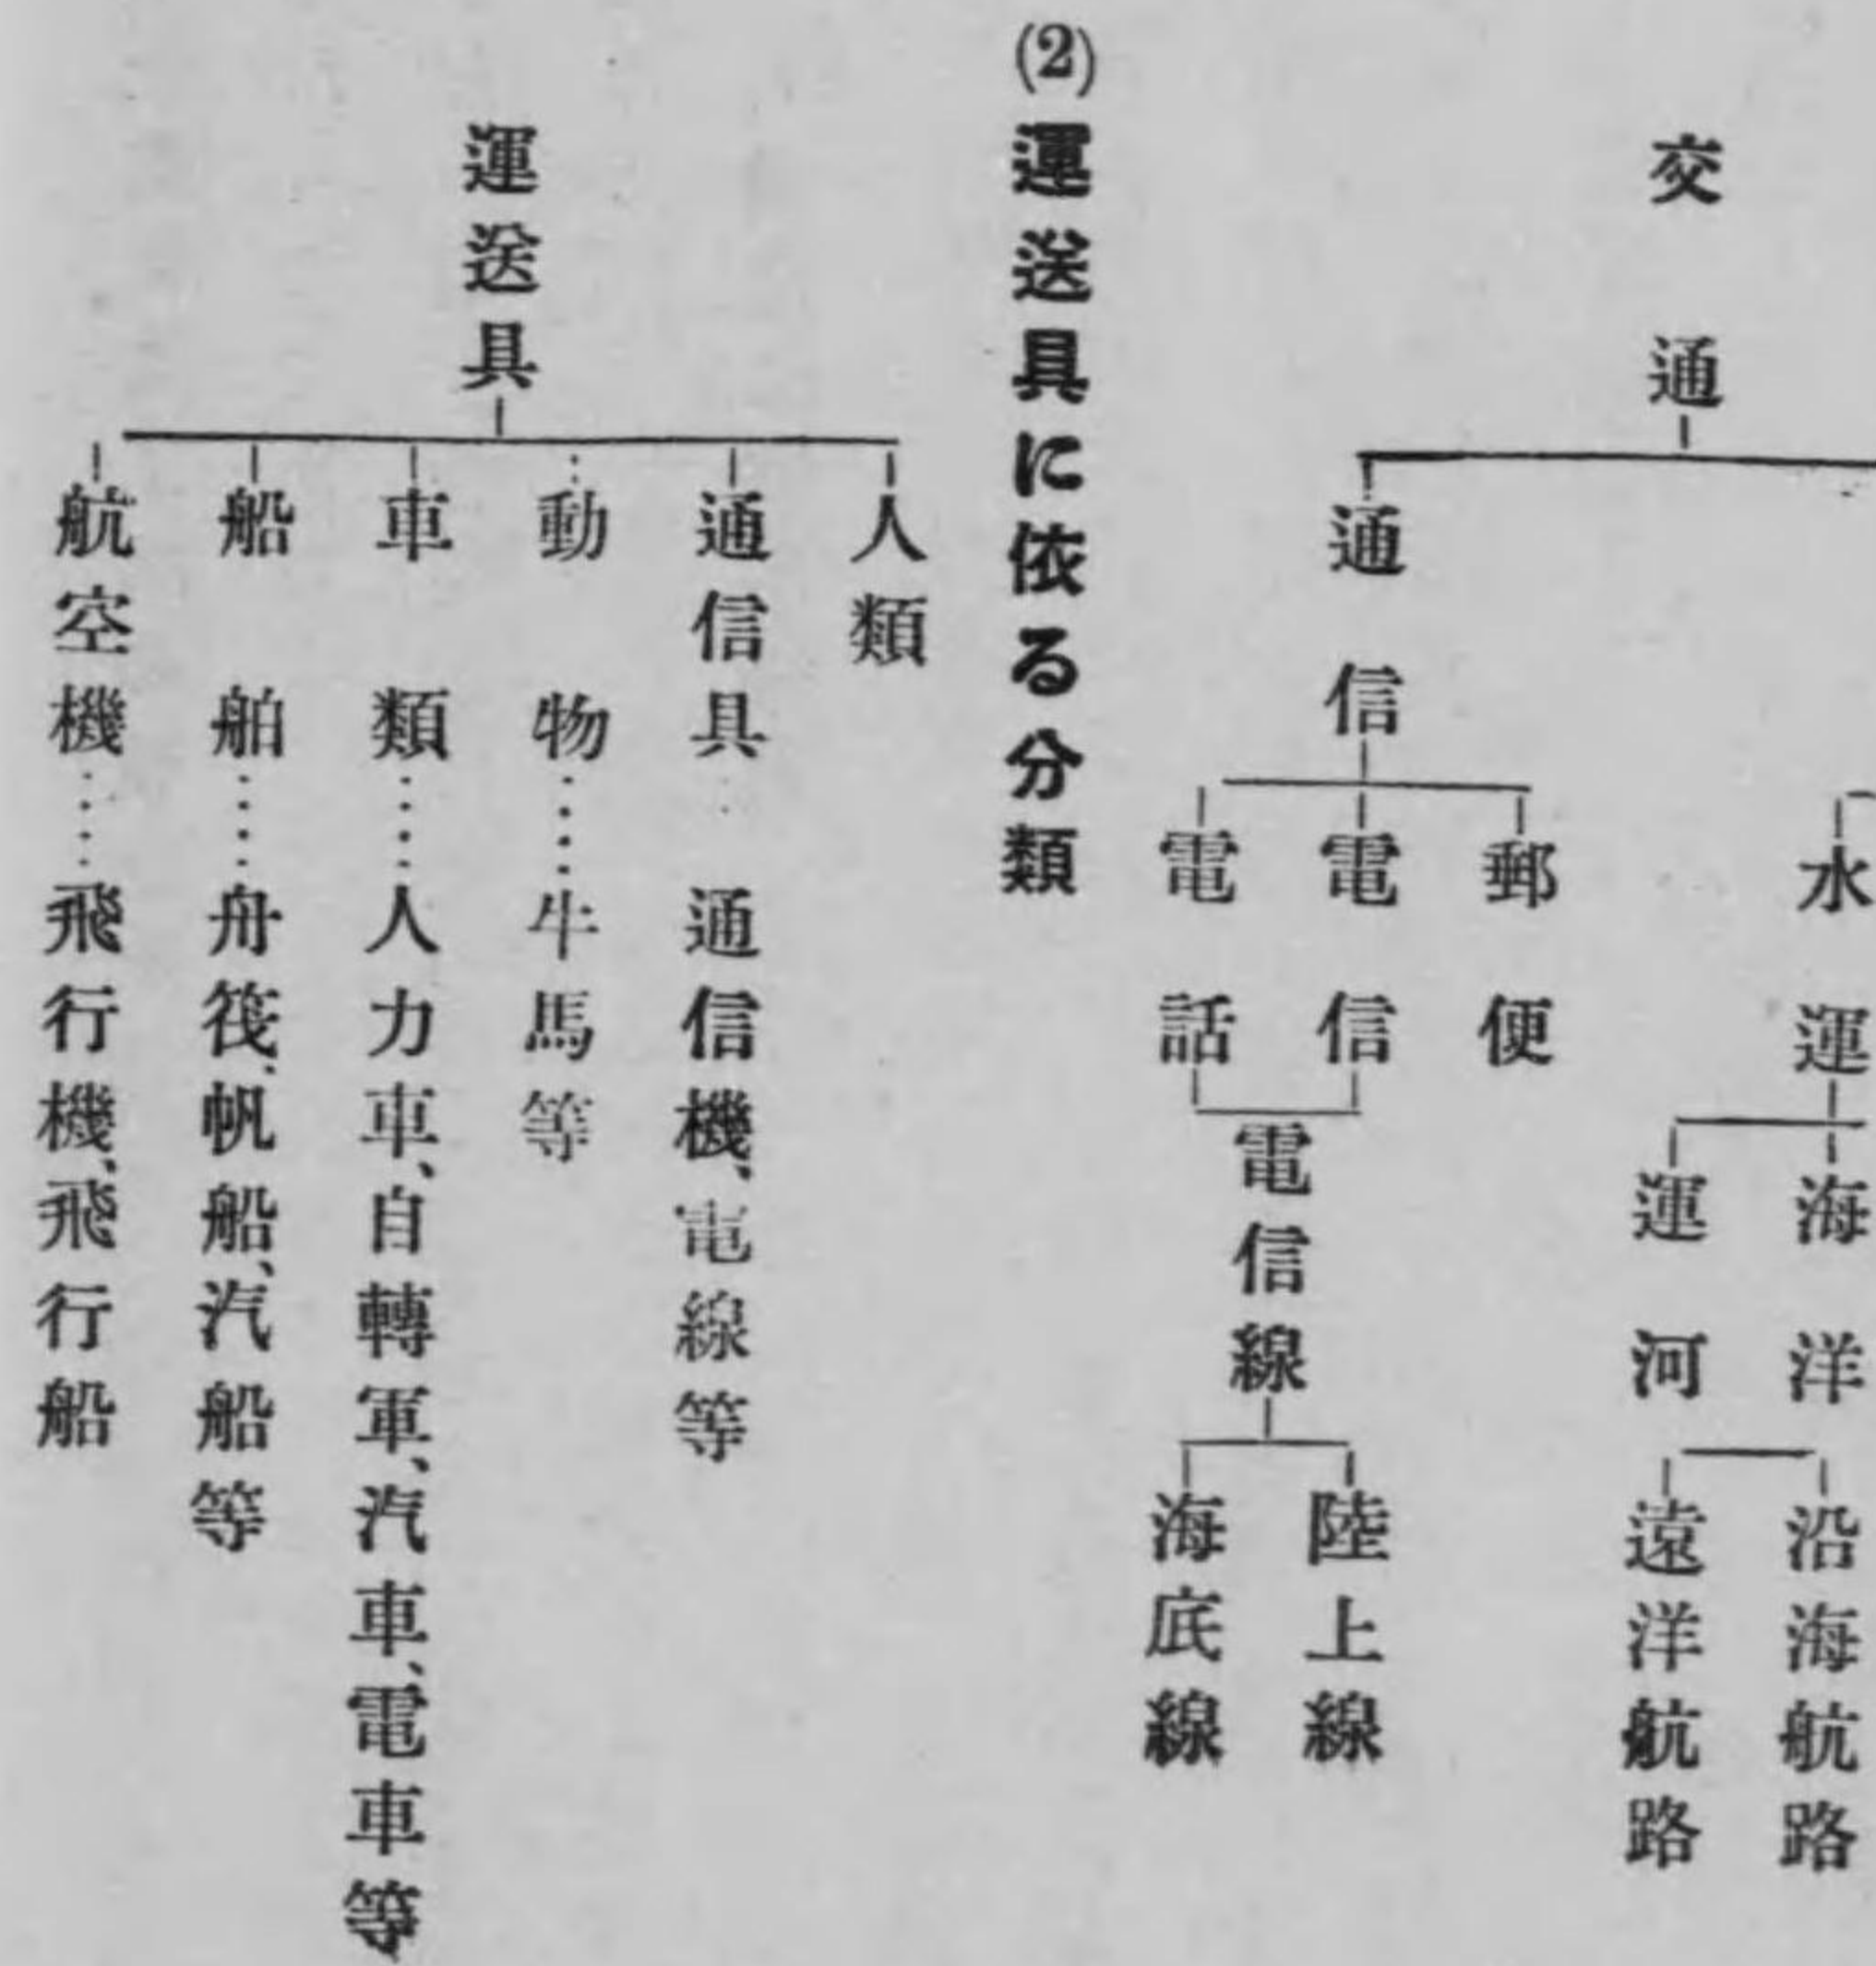 交通
水運
海洋
沿海航路
遠洋航路
運河
通信
郵便
電信
電話
電信線
陸上線
海底線
(2)運送具に依る分類
運送具
人類
通信具‥通信機、電線等
動物‥‥牛馬等
車類‥‥人力車、自轉軍、汽車、電車等
船舶‥‥舟筏、帆船、汽船等
航空機‥‥飛行機、飛行船